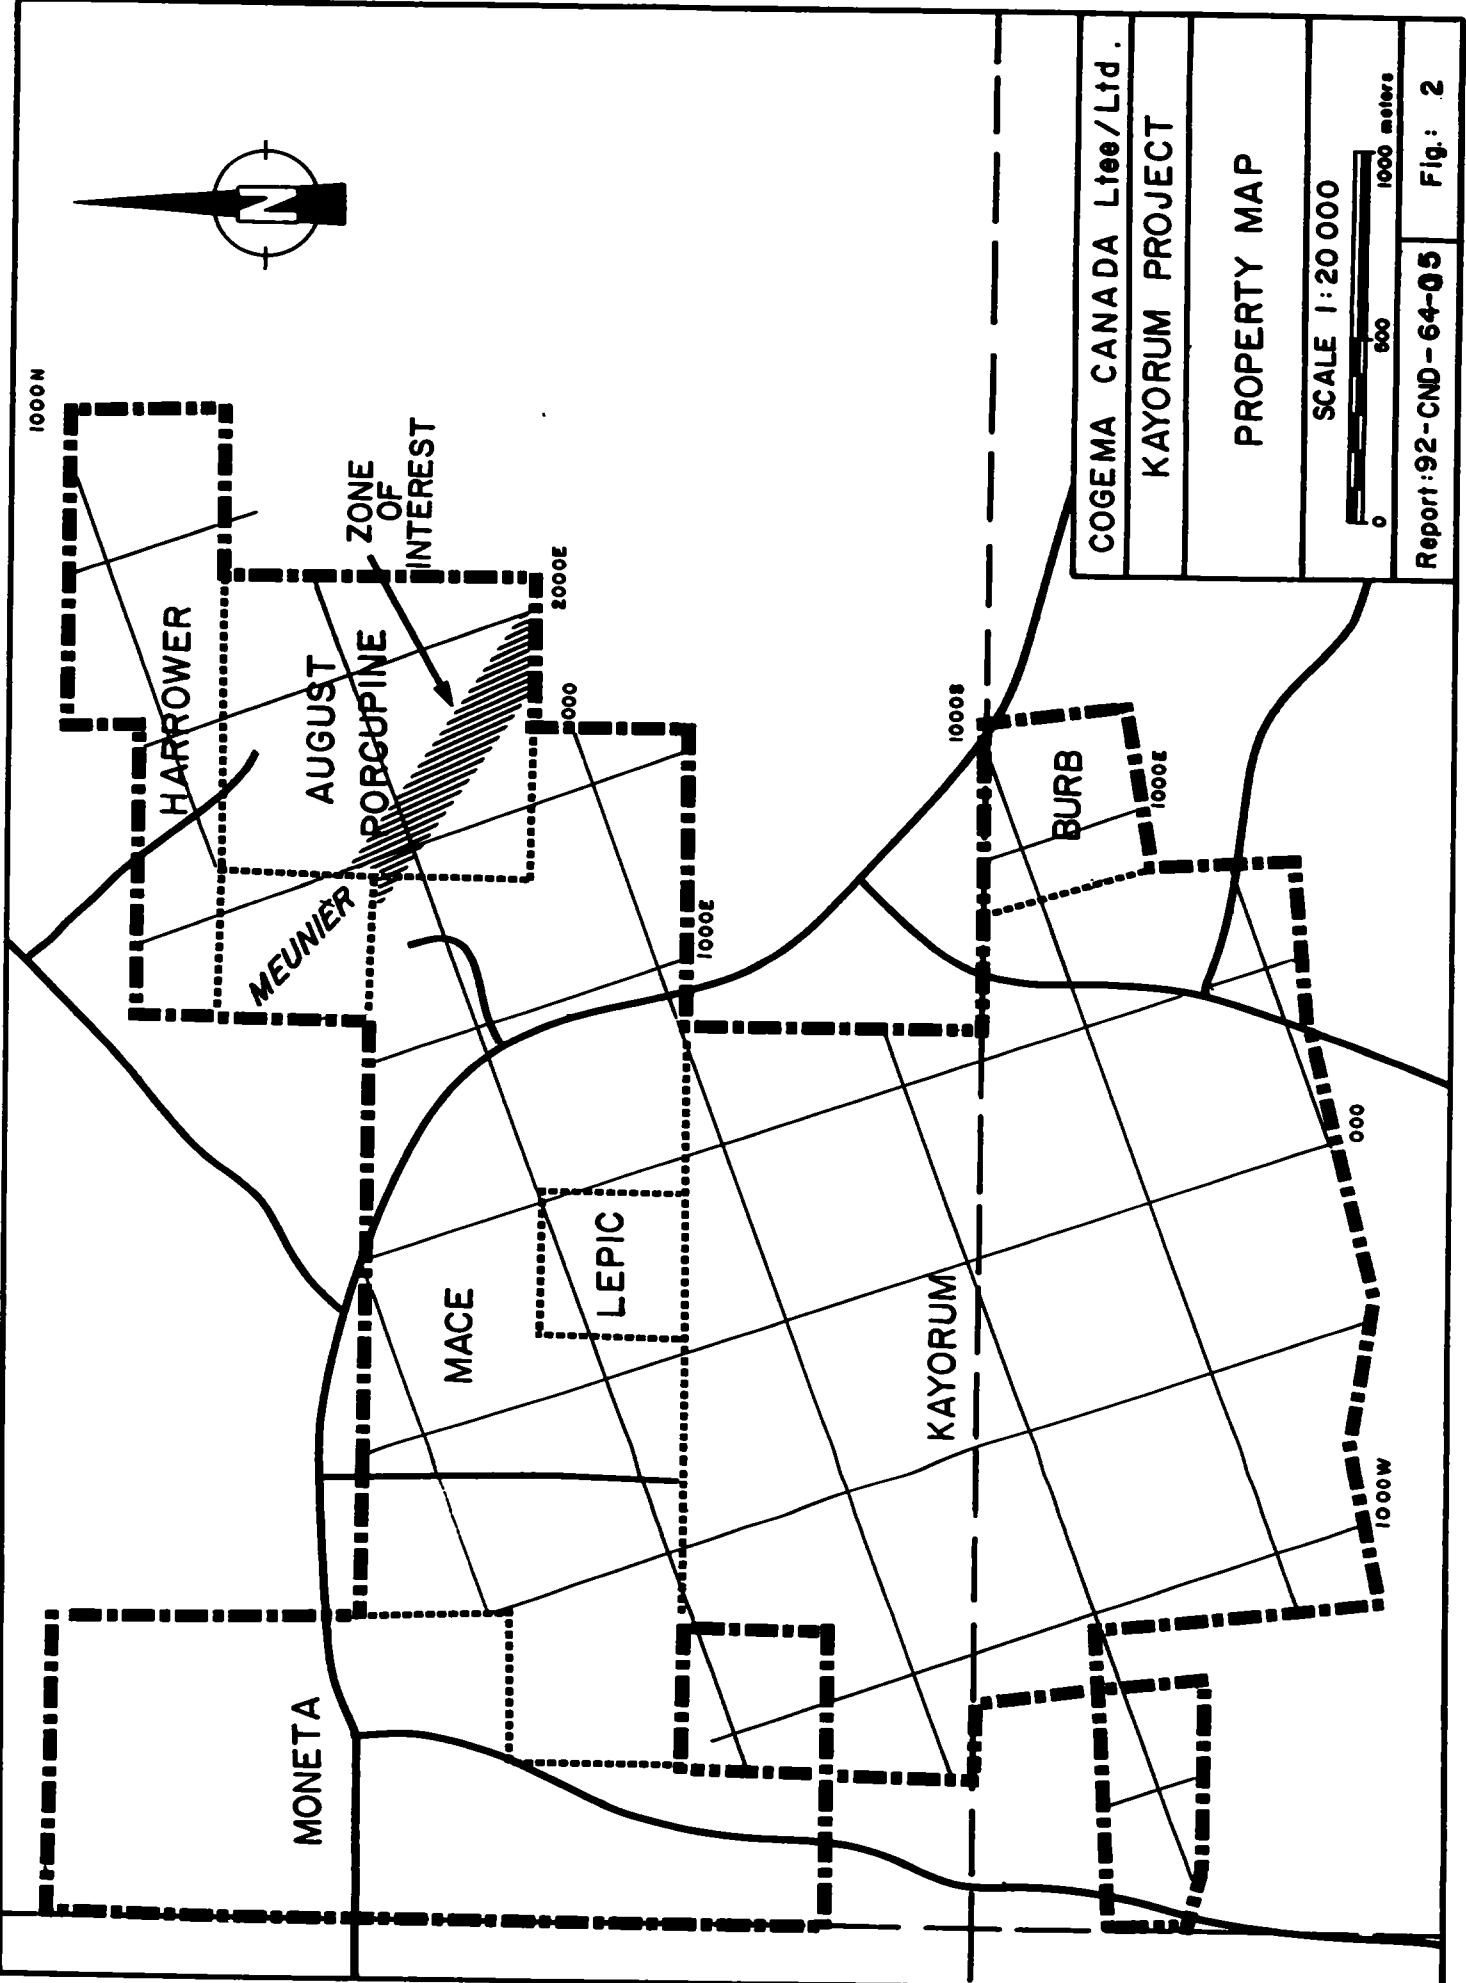 1000N
N
HARROWER
ZONE
OF
INTEREST
AUGUST
PORCUPINE
2000E
MEUNIER
000
1000E
MACE
LEPIC
MONETA
1000S
BURB
1000E
KAYORUM
000
1000W
COGEMA CANADA Ltee/Ltd.
KAYORUM PROJECT
PROPERTY MAP
SCALE 1:20 000
0 500 1000 meters
Report:92-CND-64-05 Fig.: 2